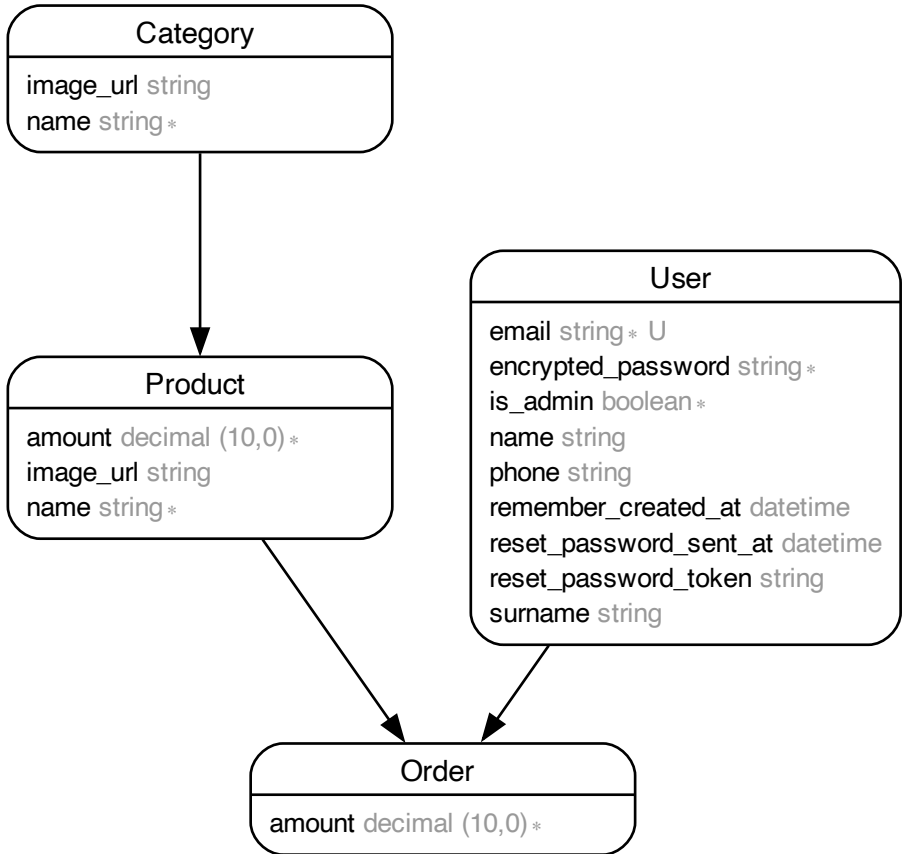 Category
image_url string
name string *
Product
amount decimal (10,0) *
image_url string
name string *
User
email string * U
encrypted_password string *
is_admin boolean *
name string
phone string
remember_created_at datetime
reset_password_sent_at datetime
reset_password_token string
surname string
Order
amount decimal (10,0) *